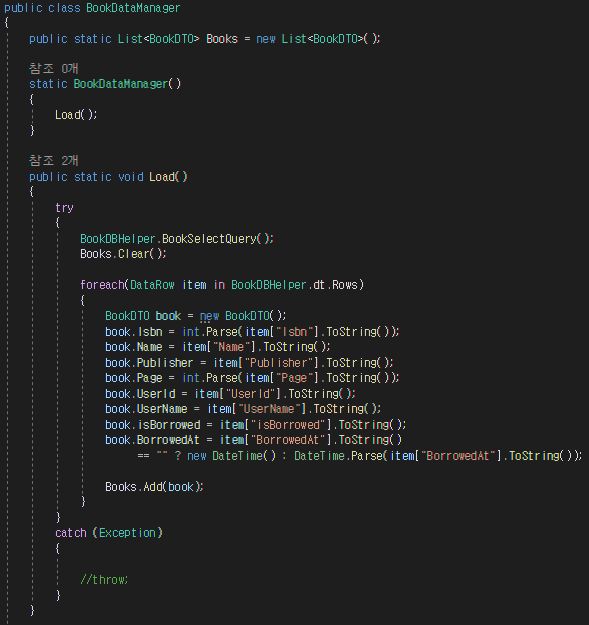 public class BookDataManager
{
public static List<BookDTO> Books = new List<BookDTO>();
참조 0개
static BookDataManager()
{
Load();
}
참조 2개
public static void Load()
{
try
{
BookDBHelper.BookSelectQuery();
Books.Clear();
foreach(DataRow item in BookDBHelper.dt.Rows)
{
BookDTO book = new BookDTO();
book.Isbn = int.Parse(item["Isbn"].ToString());
book.Name = item["Name"].ToString();
book.Publisher = item["Publisher"].ToString();
book.Page = int.Parse(item["Page"].ToString());
book.UserId = item["UserId"].ToString();
book.UserName = item["UserName"].ToString();
book.isBorrowed = item["isBorrowed"].ToString();
book.BorrowedAt = item["BorrowedAt"].ToString()
== "" ? new DateTime() : DateTime.Parse(item["BorrowedAt"].ToString());
Books.Add(book);
}
}
catch (Exception)
{
//throw;
}
}